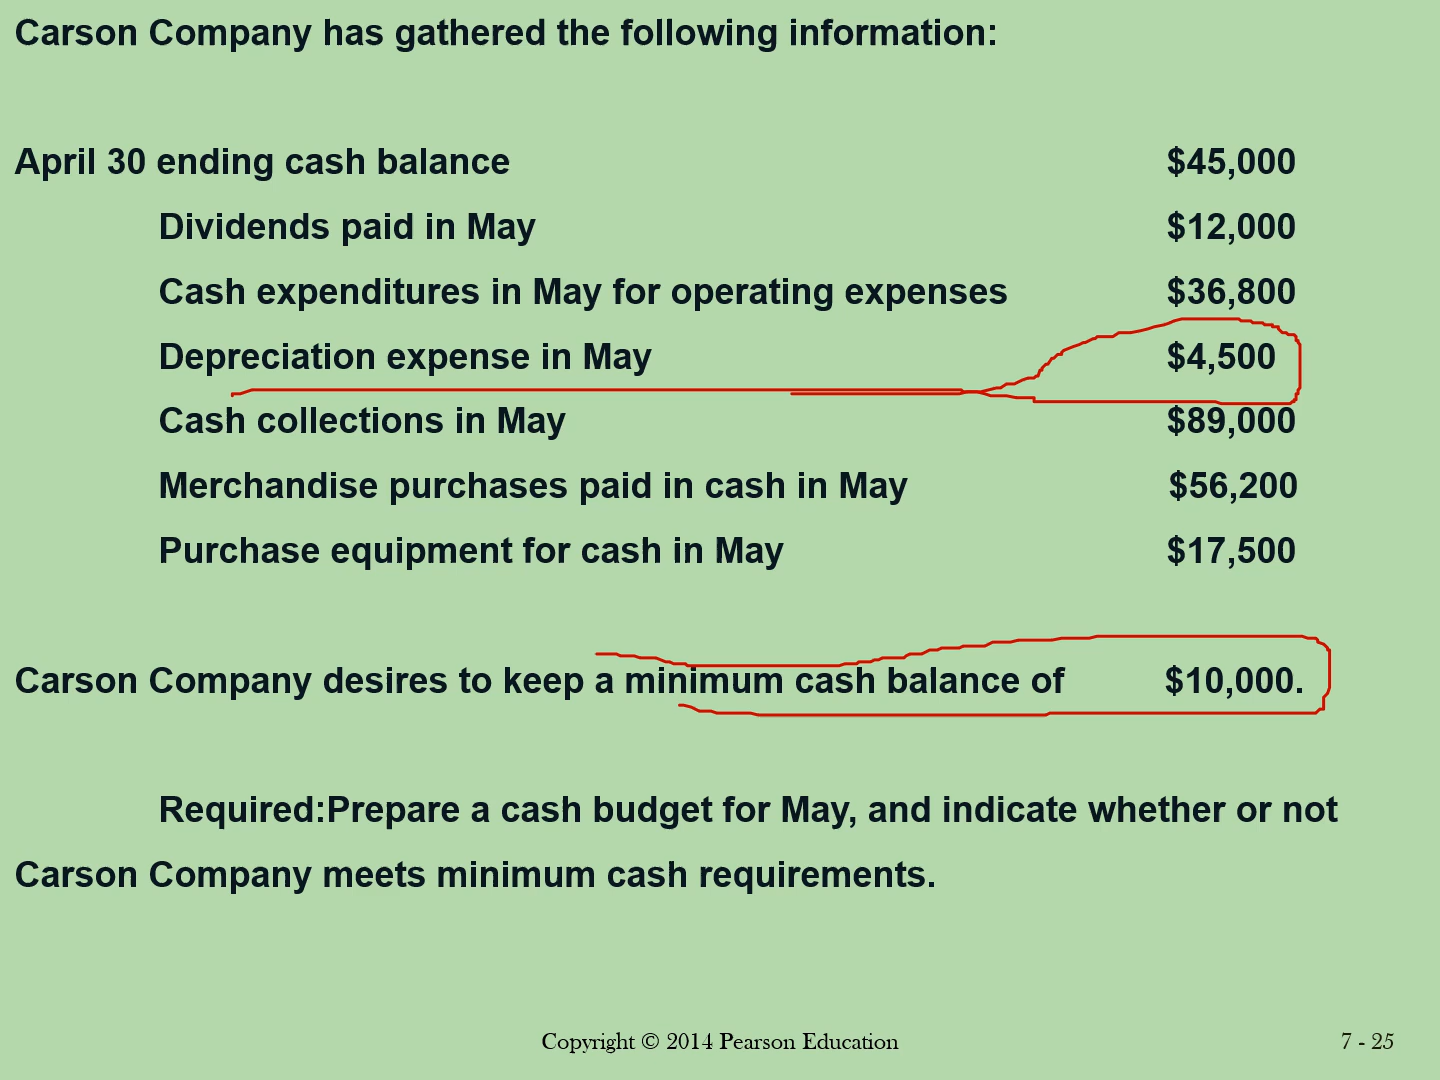 Carson Company has gathered the following information:
April 30 ending cash balance $45,000
Dividends paid in May $12,000
Cash expenditures in May for operating expenses $36,800
Depreciation expense in May $4,500
Cash collections in May $89,000
Merchandise purchases paid in cash in May $56,200
Purchase equipment for cash in May $17,500
Carson Company desires to keep a minimum cash balance of $10,000.
Required:Prepare a cash budget for May, and indicate whether or not
Carson Company meets minimum cash requirements.
Copyright © 2014 Pearson Education 7 - 25